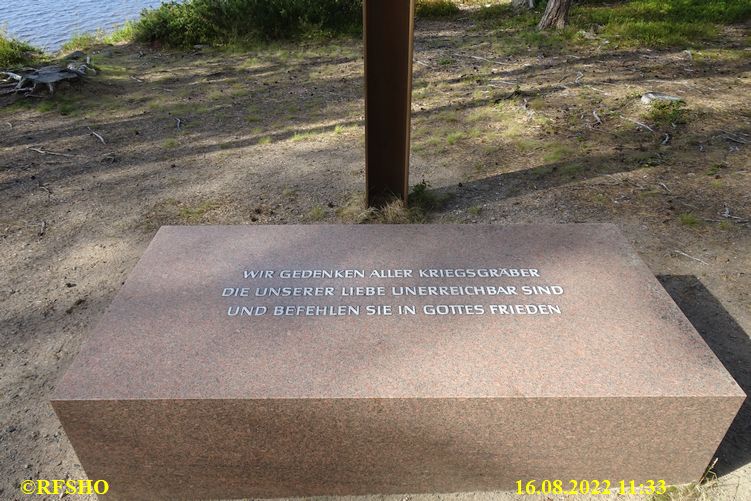 WIR GEDENKEN ALLER KRIEGSGRÄBER
DIE UNSERER LIEBE UNERREICHBAR SIND
UND BEFEHLEN SIE IN GOTTES FRIEDEN
©RFSHO 16.08.2022 11:33